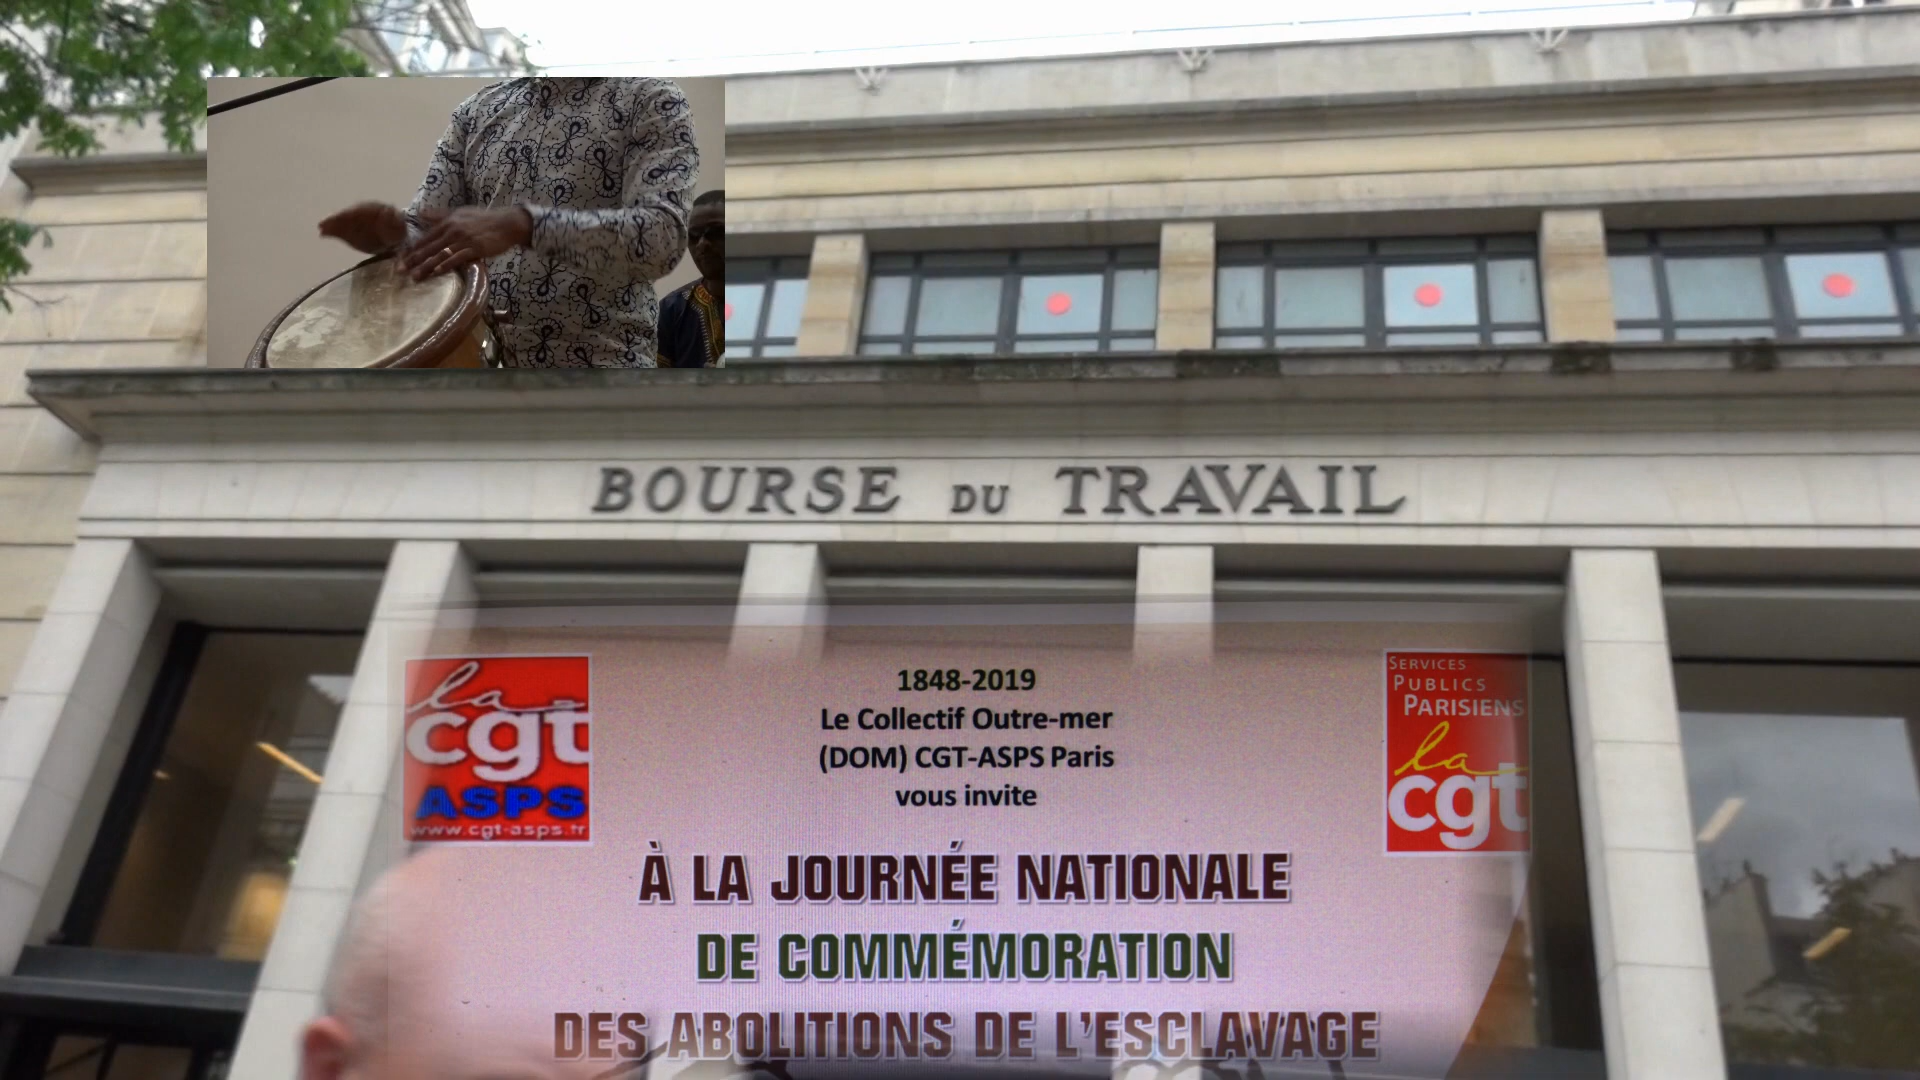 BOURSE DU TRAVAIL
la
cgt
ASPS
www.cgt-asps.fr
1848-2019
Le Collectif Outre-mer
(DOM) CGT-ASPS Paris
vous invite
SERVICES
PUBLICS
PARISIENS
la
cgt
À LA JOURNÉE NATIONALE
DE COMMÉMORATION
DES ABOLITIONS DE L'ESCLAVAGE